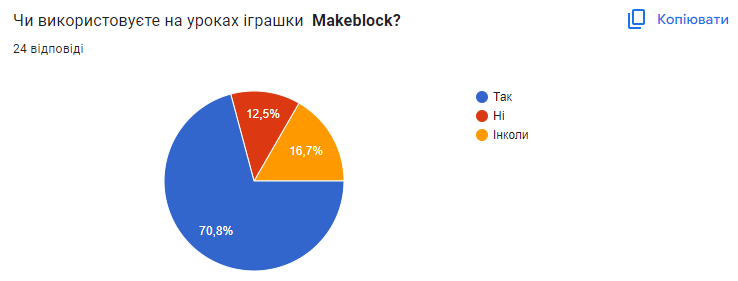 Чи використовуєте на уроках іграшки Makeblock?
Копіювати
24 відповіді
Так
Ні
Інколи
12,5%
16,7%
70,8%